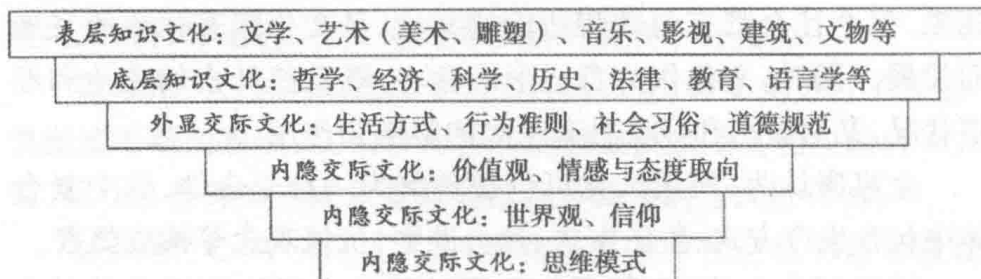 表层知识文化：文学、艺术（美术、雕塑）、音乐、影视、建筑、文物等
底层知识文化：哲学、经济、科学、历史、法律、教育、语言学等
外显交际文化：生活方式、行为准则、社会习俗、道德规范
内隐交际文化：价值观、情感与态度取向
内隐交际文化：世界观、信仰
内隐交际文化：思维模式